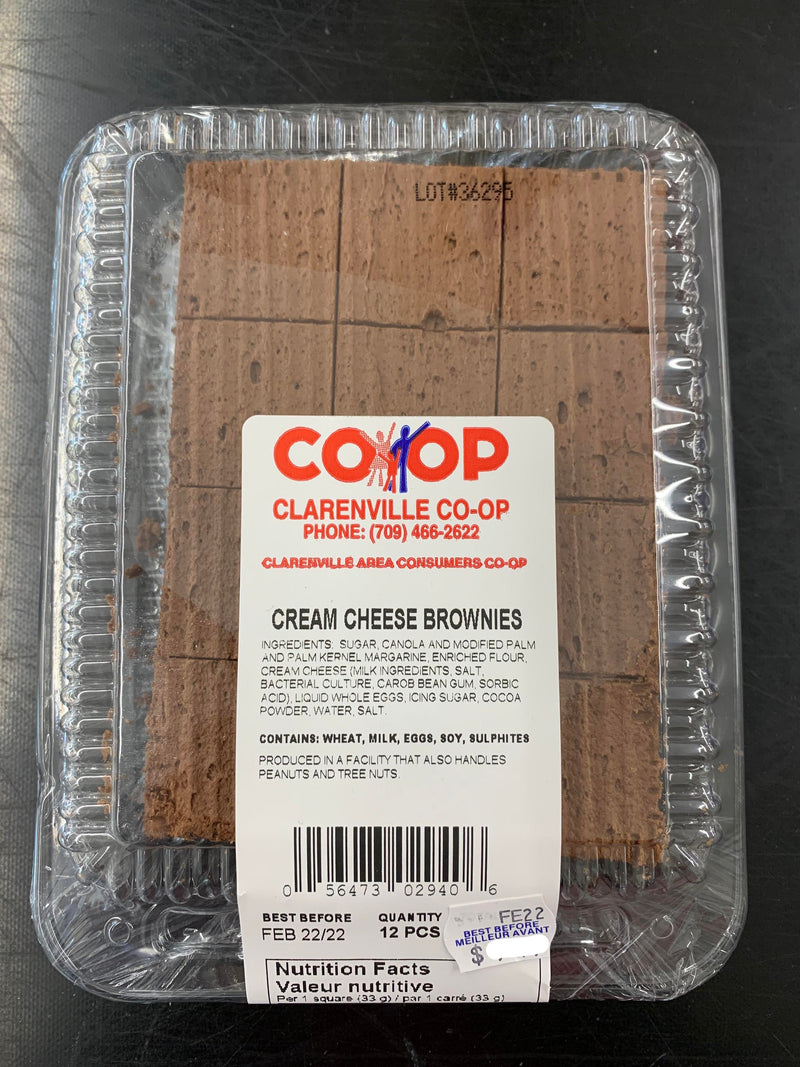 LOT#36295
CO-OP
CLARENVILLE CO-OP
PHONE: (709) 466-2622
CLARENVILLE AREA CONSUMERS CO-OP
CREAM CHEESE BROWNIES
INGREDIENTS: SUGAR, CANOLA AND MODIFIED PALM
AND PALM KERNEL MARGARINE, ENRICHED FLOUR,
CREAM CHEESE (MILK INGREDIENTS, SALT,
BACTERIAL CULTURE, CAROB BEAN GUM, SORBIC
ACID), LIQUID WHOLE EGGS, ICING SUGAR, COCOA
POWDER, WATER, SALT.
CONTAINS: WHEAT, MILK, EGGS, SOY, SULPHITES
PRODUCED IN A FACILITY THAT ALSO HANDLES
PEANUTS AND TREE NUTS.
0 56473 02940 6
BEST BEFORE QUANTITY
FEB 22/22 12 PCS
FE22
BEST BEFORE
MEILLEUR AVANT
$
Nutrition Facts
Valeur nutritive
Per 1 square (33 g) / par 1 carré (33 g)